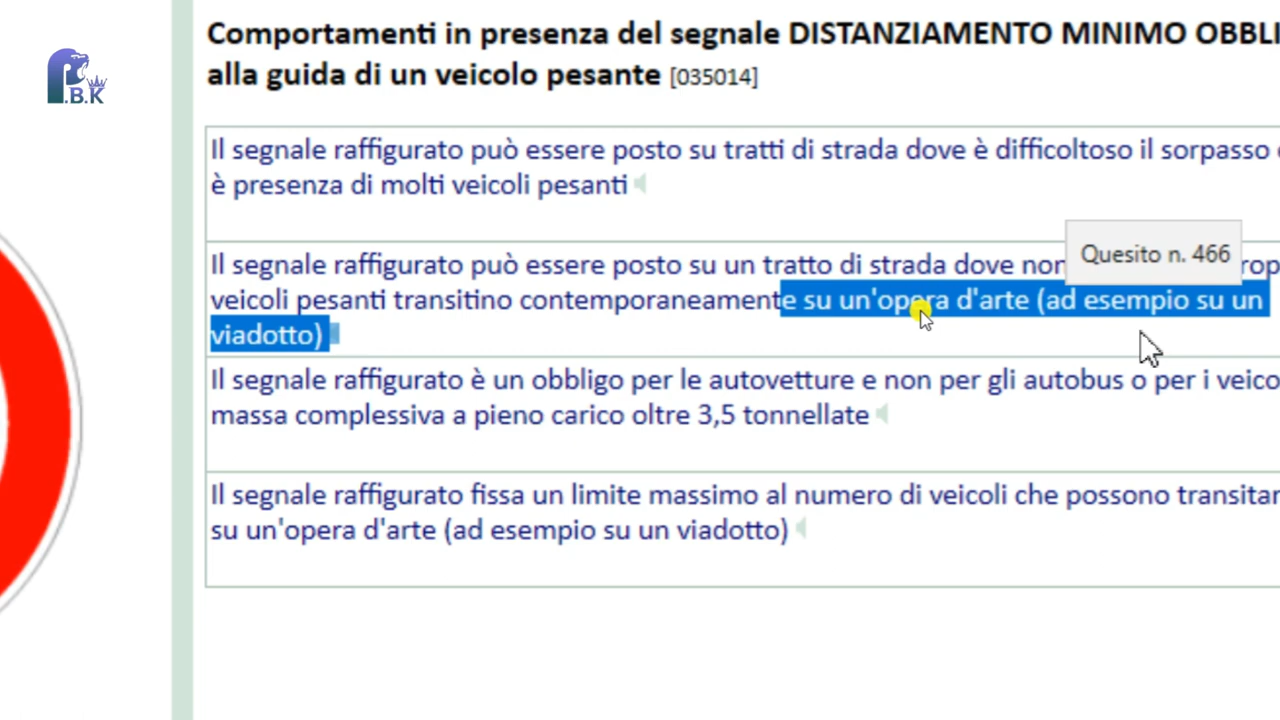 P.B.K
Comportamenti in presenza del segnale DISTANZIAMENTO MINIMO
alla guida di un veicolo pesante [035014]
Il segnale raffigurato può essere posto su tratti di strada dove è difficoltoso il sorpasso
è presenza di molti veicoli pesanti
Quesito n. 466
Il segnale raffigurato può essere posto su un tratto di strada dove
veicoli pesanti transitino contemporaneamente su un'opera d'arte (ad esempio su un
viadotto)
Il segnale raffigurato è un obbligo per le autovetture e non per gli autobus o per i
massa complessiva a pieno carico oltre 3,5 tonnellate
Il segnale raffigurato fissa un limite massimo al numero di veicoli che possono
su un'opera d'arte (ad esempio su un viadotto)